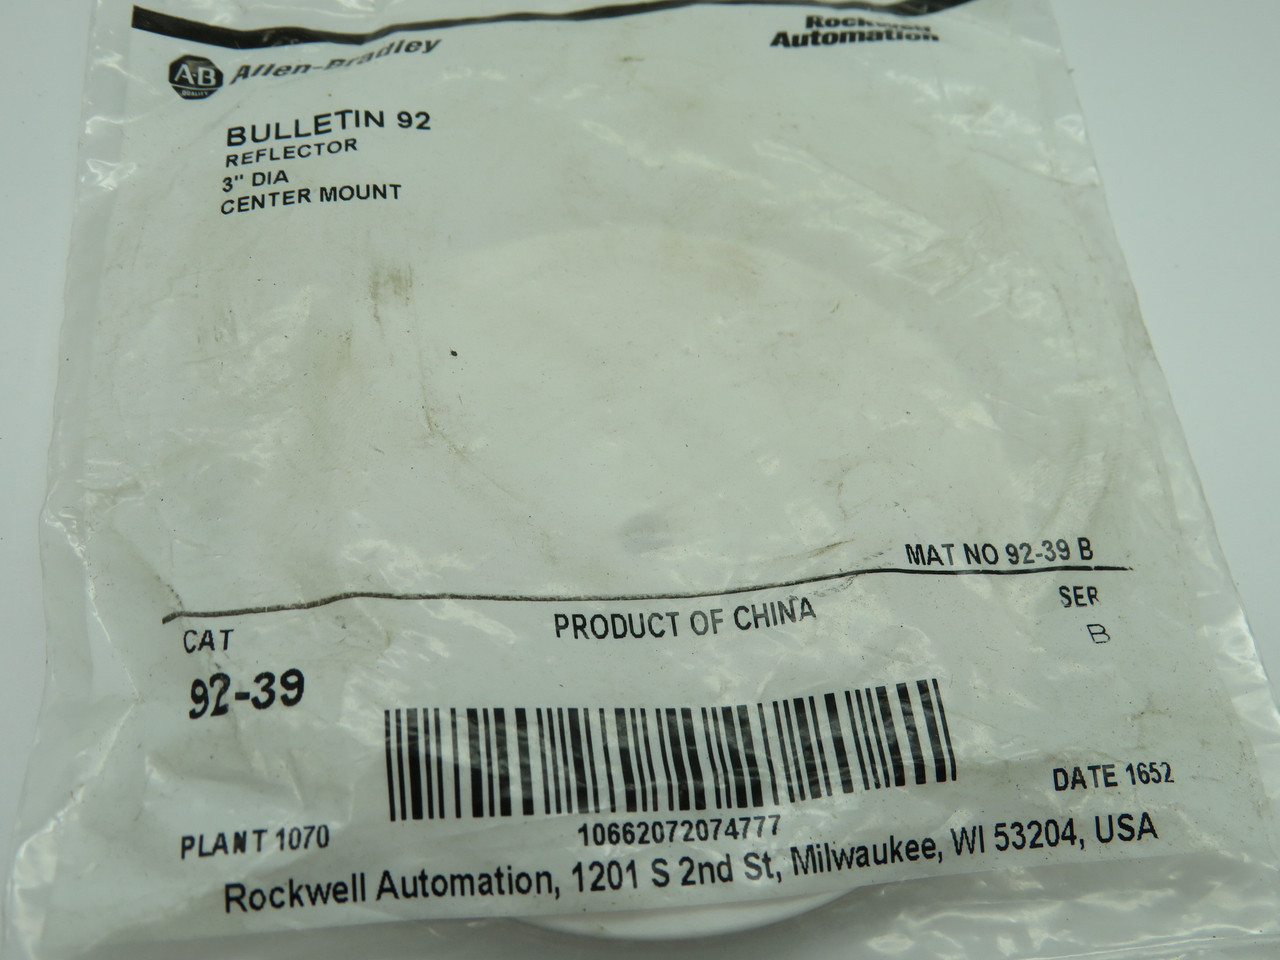 A-B
QUALITY
Allen-Bradley
Rockwell
Automation
BULLETIN 92
REFLECTOR
3" DIA
CENTER MOUNT
MAT NO 92-39 B
CAT
PRODUCT OF CHINA
SER
92-39
B
DATE 1652
PLANT 1070
10662072074777
Rockwell Automation, 1201 S 2nd St, Milwaukee, WI 53204, USA